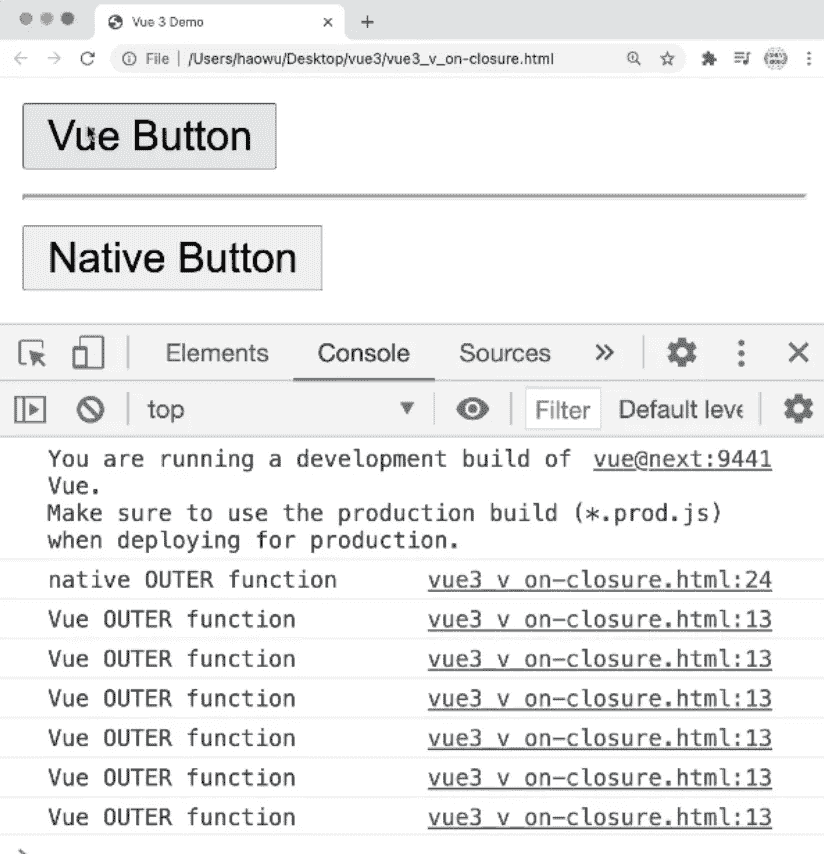 Vue 3 Demo
File | /Users/haowu/Desktop/vue3/vue3_v_on-closure.html
Vue Button
Native Button
Elements Console Sources
top Filter Default leve
You are running a development build of vue@next:9441
Vue.
Make sure to use the production build (*.prod.js)
when deploying for production.
native OUTER function vue3_v_on-closure.html:24
Vue OUTER function vue3_v_on-closure.html:13
Vue OUTER function vue3_v_on-closure.html:13
Vue OUTER function vue3_v_on-closure.html:13
Vue OUTER function vue3_v_on-closure.html:13
Vue OUTER function vue3_v_on-closure.html:13
Vue OUTER function vue3_v_on-closure.html:13